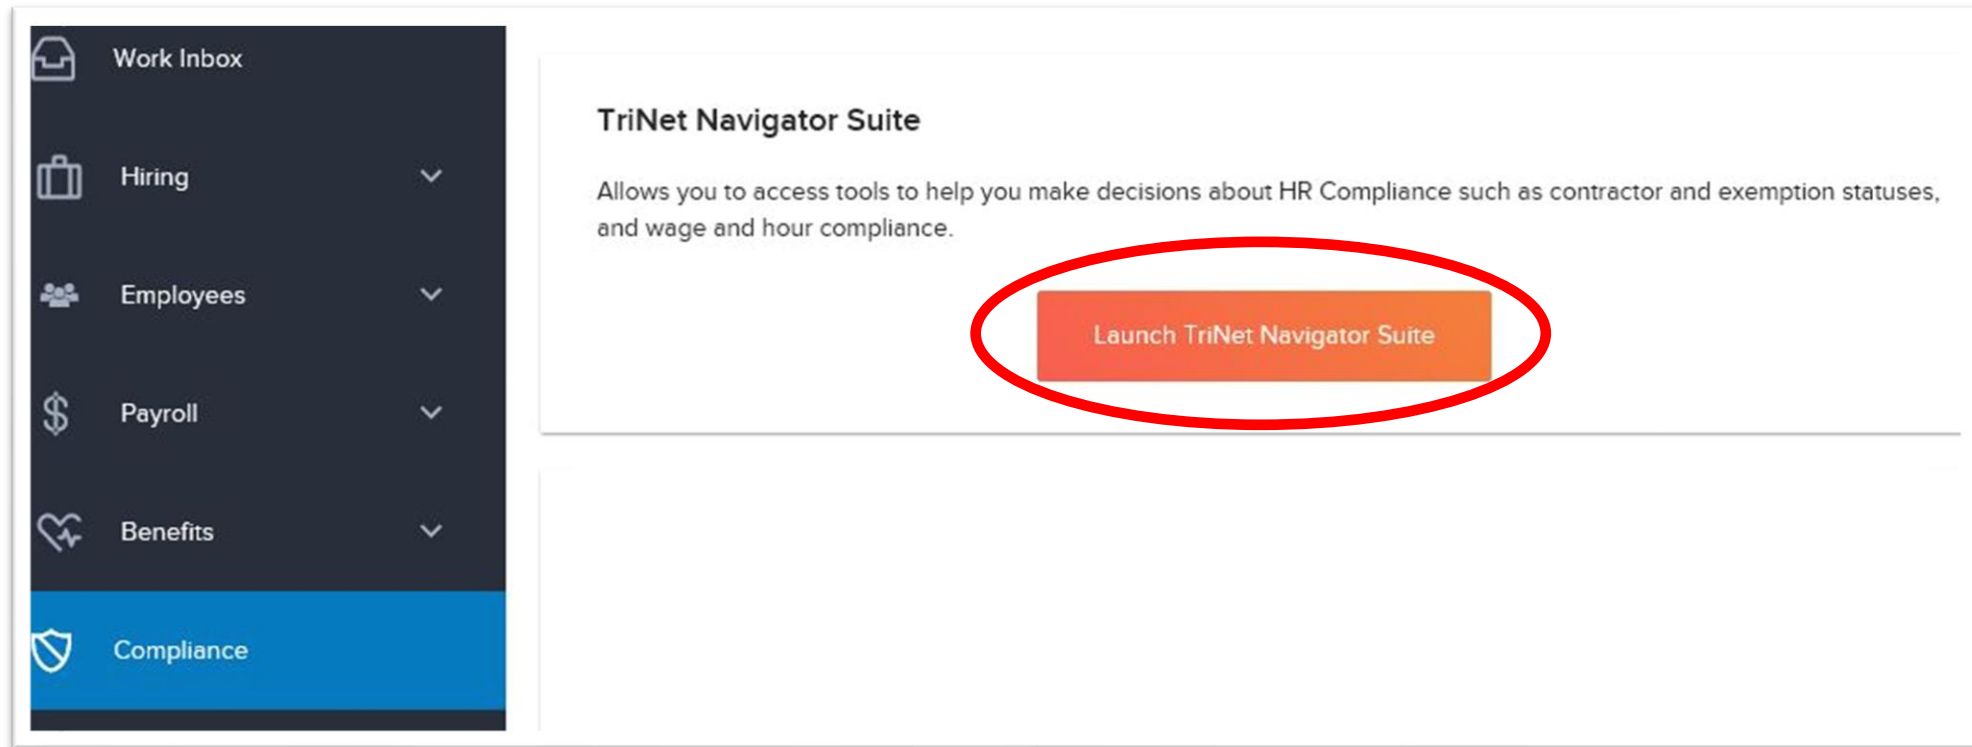 Work Inbox
Hiring
Employees
Payroll
Benefits
Compliance
TriNet Navigator Suite
Allows you to access tools to help you make decisions about HR Compliance such as contractor and exemption statuses,
and wage and hour compliance.
Launch TriNet Navigator Suite